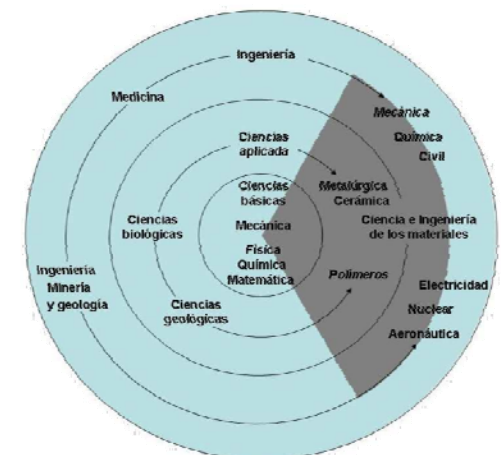 Ingeniería
Medicina
Mecánica
Química
Civil
Ciencias
aplicada
Metalúrgica
Cerámica
Ciencias
básicas
Mecánica
Física
Química
Matemática
Ciencias
biológicas
Ciencia e Ingeniería
de los materiales
Ingeniería
Minería
y geología
Polímeros
Ciencias
geológicas
Electricidad
Nuclear
Aeronáutica